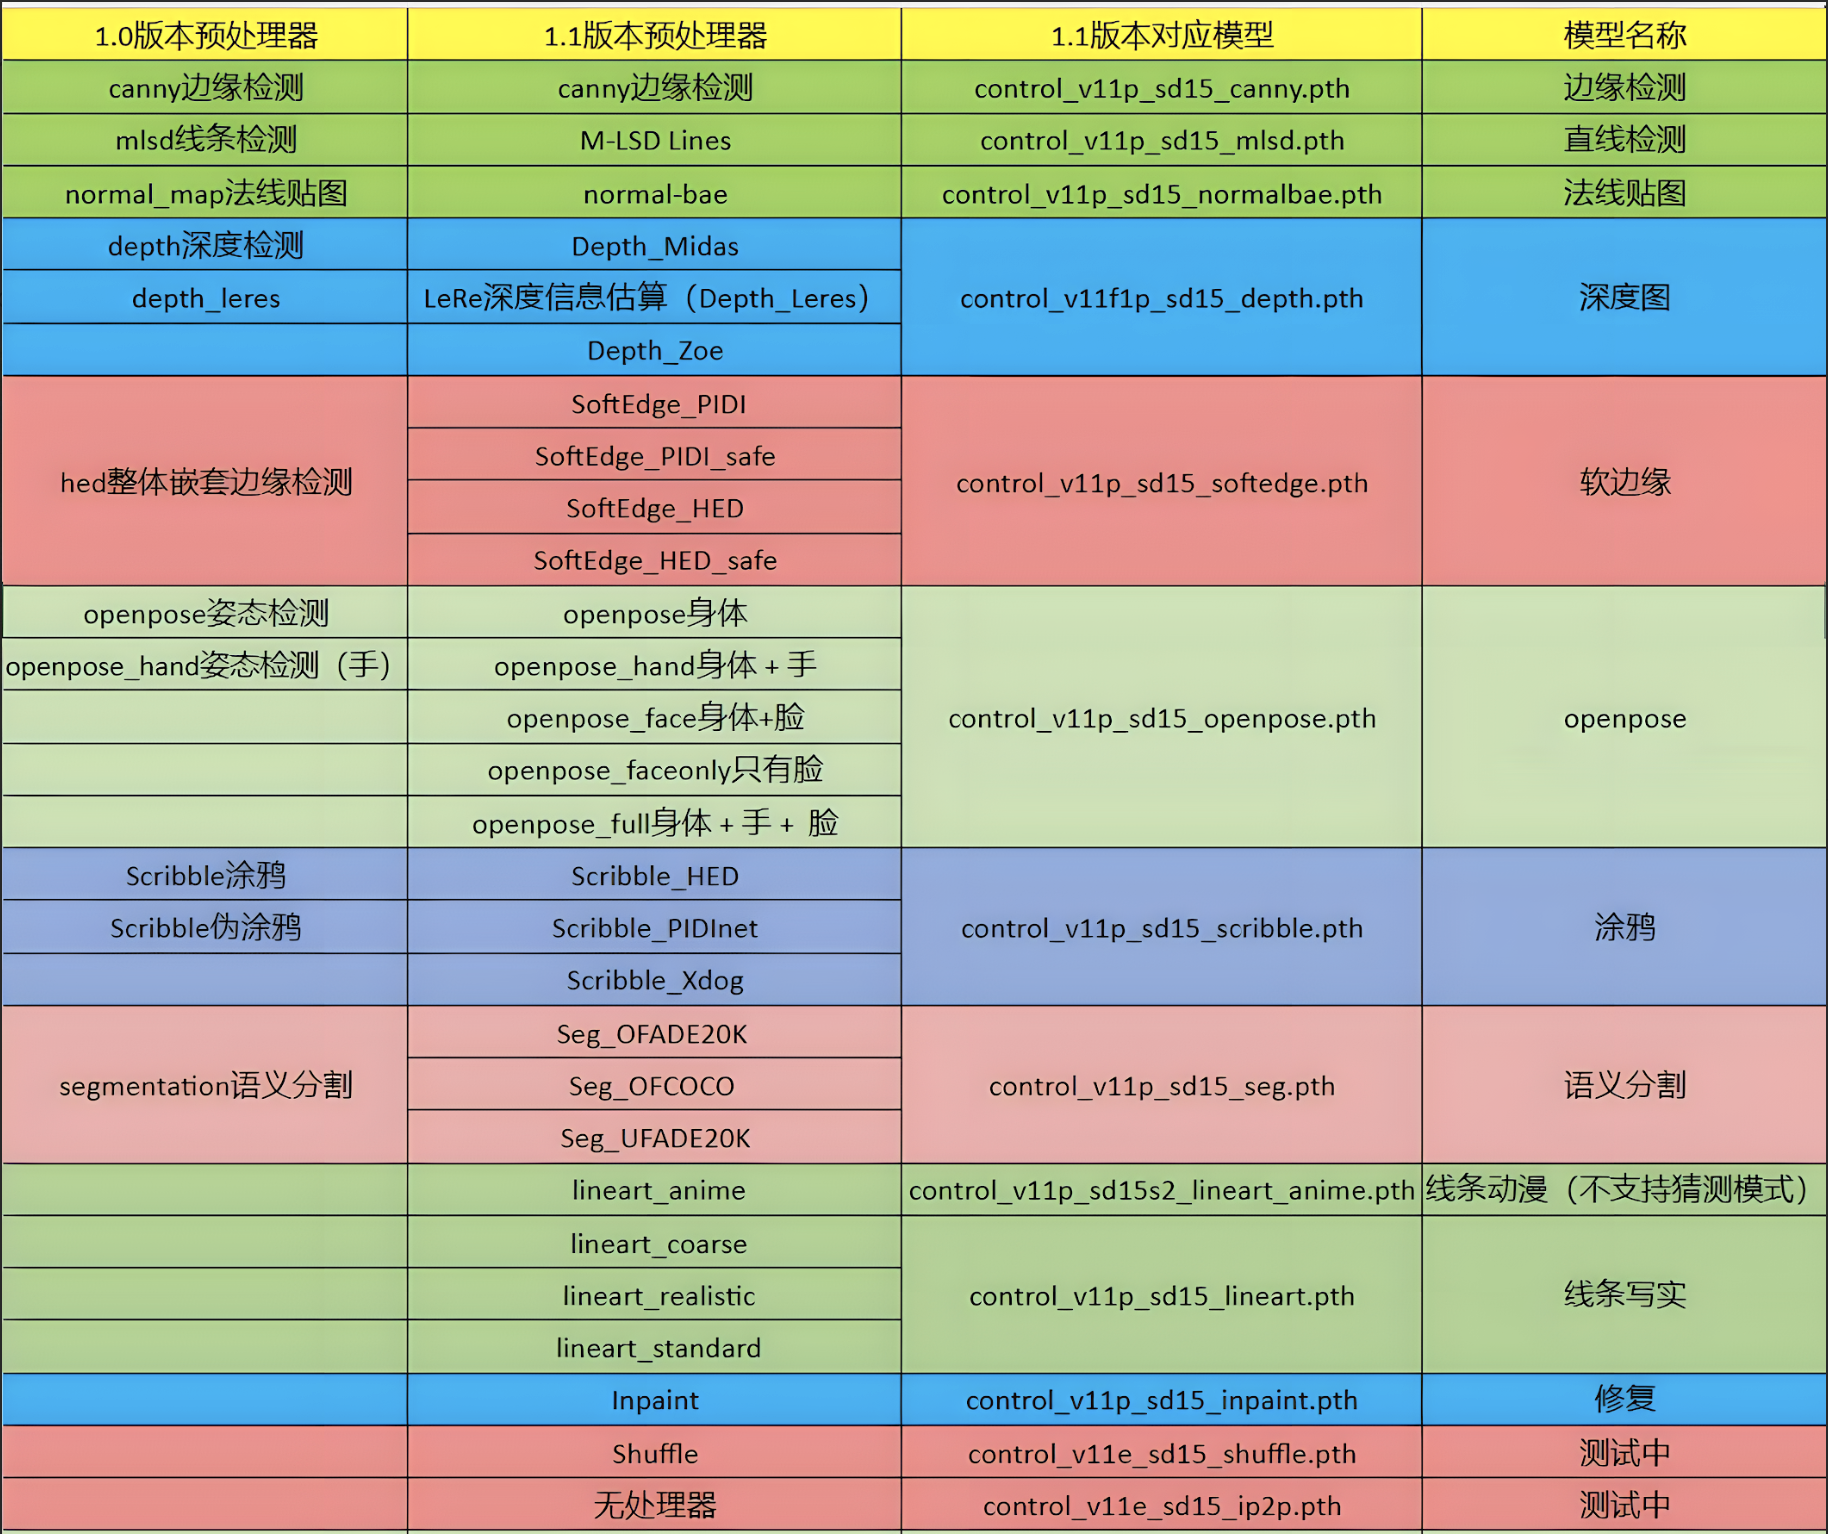 1.0版本预处理器 1.1版本预处理器 1.1版本对应模型 模型名称
canny边缘检测 canny边缘检测 control_v11p_sd15_canny.pth 边缘检测
mlsd线条检测 M-LSD Lines control_v11p_sd15_mlsd.pth 直线检测
normal_map法线贴图 normal-bae control_v11p_sd15_normalbae.pth 法线贴图
depth深度检测 Depth_Midas
depth_leres LeRe深度信息估算（Depth_Leres） control_v11f1p_sd15_depth.pth 深度图
Depth_Zoe
SoftEdge_PIDI
SoftEdge_PIDI_safe
hed整体嵌套边缘检测 control_v11p_sd15_softedge.pth 软边缘
SoftEdge_HED
SoftEdge_HED_safe
openpose姿态检测 openpose身体
openpose_hand姿态检测（手） openpose_hand身体 + 手
openpose_face身体+脸 control_v11p_sd15_openpose.pth openpose
openpose_faceonly只有脸
openpose_full身体 + 手 + 脸
Scribble涂鸦 Scribble_HED
Scribble伪涂鸦 Scribble_PIDInet control_v11p_sd15_scribble.pth 涂鸦
Scribble_Xdog
Seg_OFADE20K
segmentation语义分割 Seg_OFCOCO control_v11p_sd15_seg.pth 语义分割
Seg_UFADE20K
lineart_anime control_v11p_sd15s2_lineart_anime.pth 线条动漫（不支持猜测模式）
lineart_coarse
lineart_realistic control_v11p_sd15_lineart.pth 线条写实
lineart_standard
Inpaint control_v11p_sd15_inpaint.pth 修复
Shuffle control_v11e_sd15_shuffle.pth 测试中
无处理器 control_v11e_sd15_ip2p.pth 测试中